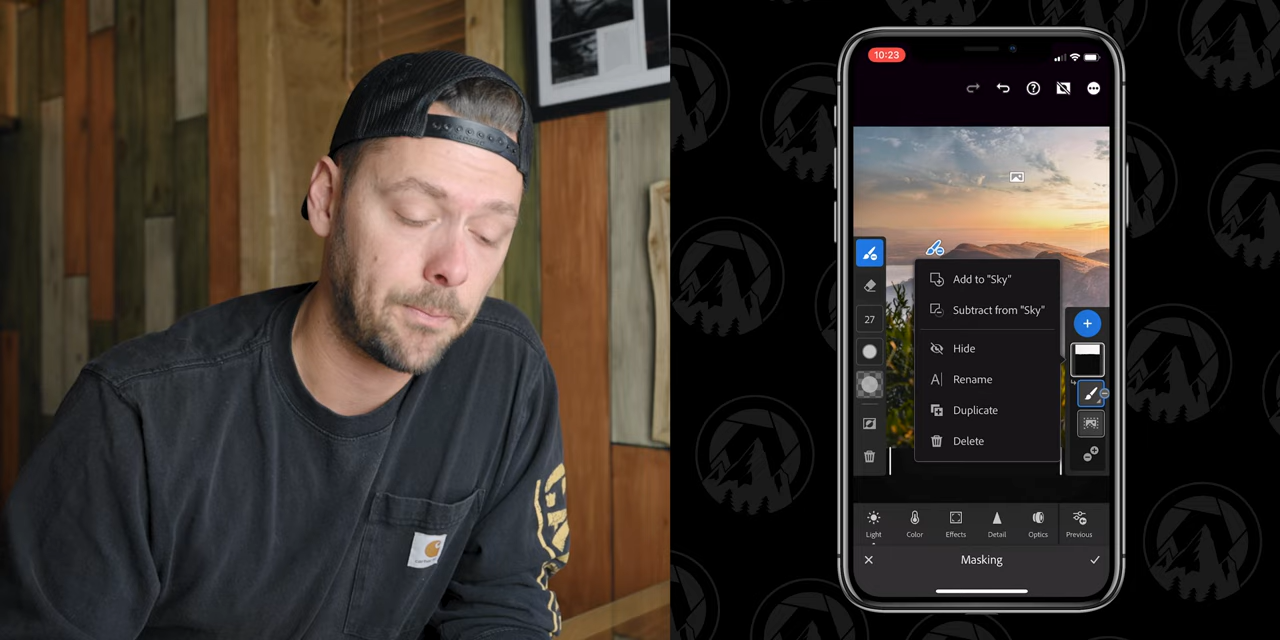 10:23
Add to "Sky"
Subtract from "Sky"
27
Hide
Rename
Duplicate
Delete
Light
Color
Effects
Detail
Optics
Previous
Masking